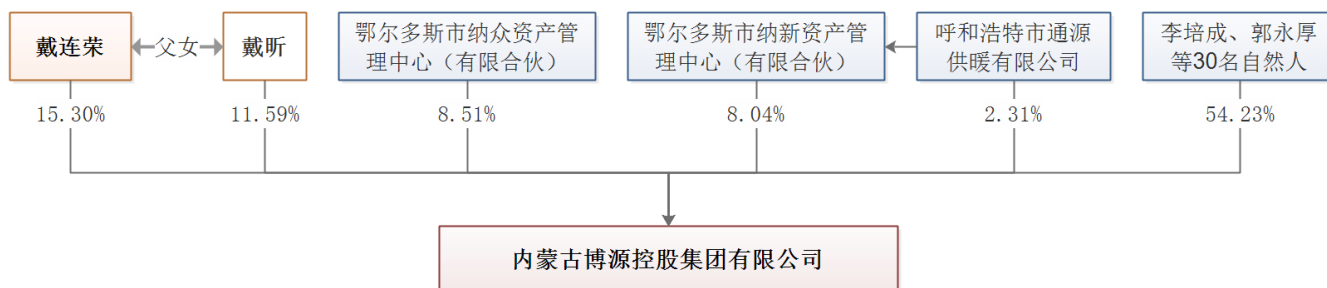 戴连荣
父女
戴昕
鄂尔多斯市纳众资产管
理中心（有限合伙）
鄂尔多斯市纳新资产管
理中心（有限合伙）
呼和浩特市通源
供暖有限公司
李培成、郭永厚
等30名自然人
15.30%
11.59%
8.51%
8.04%
2.31%
54.23%
内蒙古博源控股集团有限公司